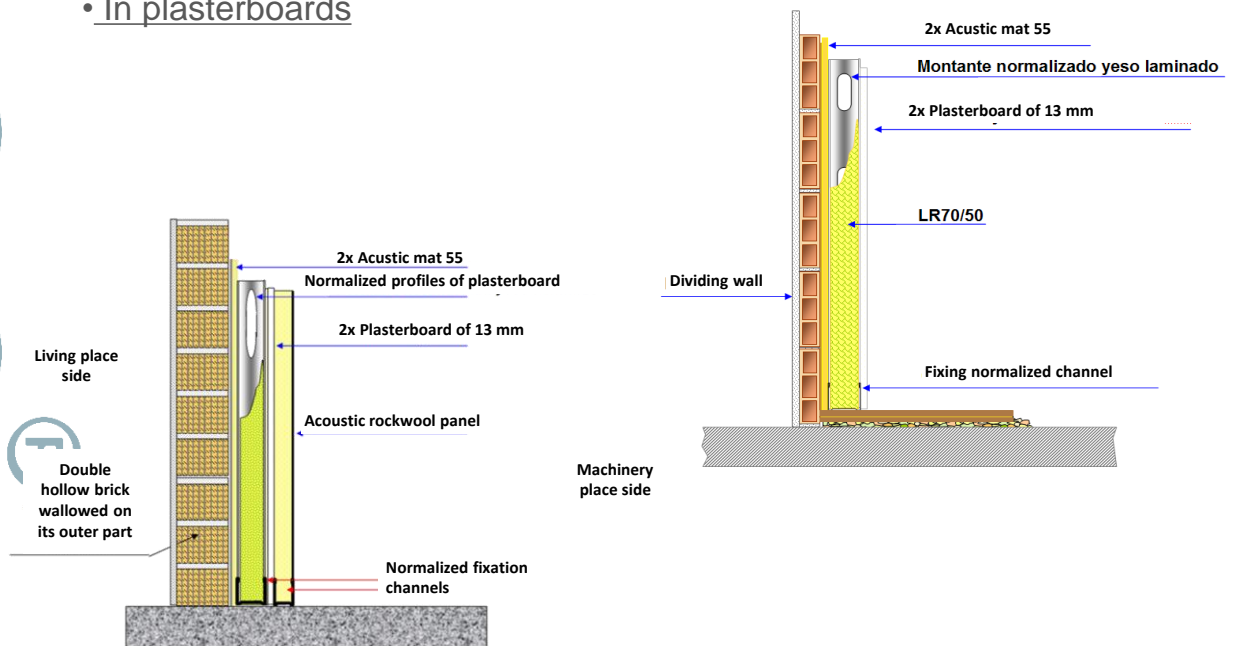 • In plasterboards
2x Acustic mat 55
Normalized profiles of plasterboard
2x Plasterboard of 13 mm
Living place
side
Acoustic rockwool panel
Double
hollow brick
wallowed on
its outer part
Normalized fixation
channels
Machinery
place side
2x Acustic mat 55
Montante normalizado yeso laminado
2x Plasterboard of 13 mm
LR70/50
Dividing wall
Fixing normalized channel